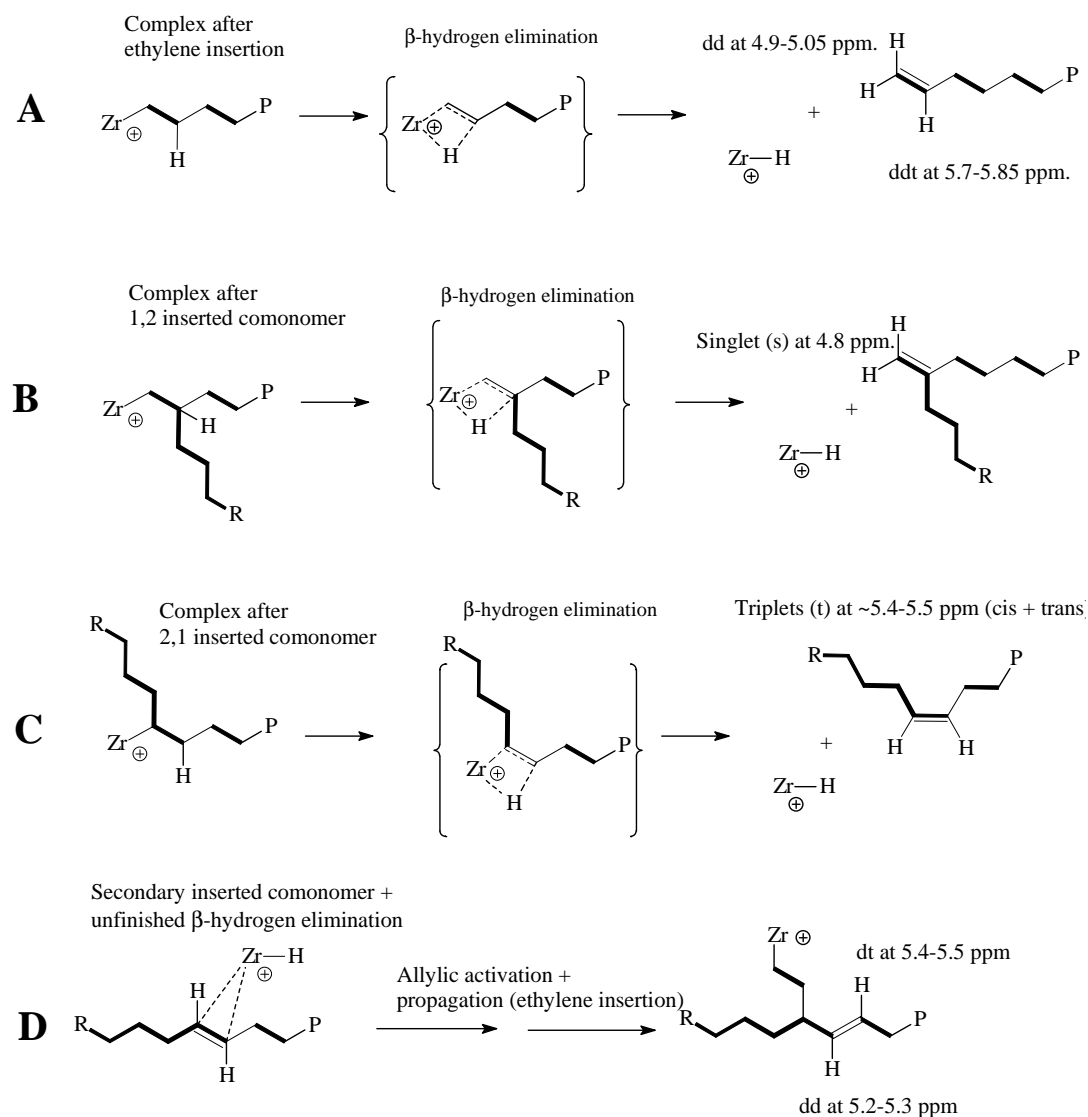 Complex after
ethylene insertion
β-hydrogen elimination
dd at 4.9-5.05 ppm.
A
Zr
⊕
H
P
Zr
⊕
H
P
+
Zr—H
⊕
H
H
H
P
ddt at 5.7-5.85 ppm.
Complex after
1,2 inserted comonomer
β-hydrogen elimination
Singlet (s) at 4.8 ppm.
B
Zr
⊕
H
P
R
Zr
⊕
H
P
R
+
Zr—H
⊕
H
H
P
R
Complex after
2,1 inserted comonomer
β-hydrogen elimination
Triplets (t) at ~5.4-5.5 ppm (cis + trans)
C
R
Zr
⊕
H
P
R
Zr
⊕
H
P
+
Zr—H
⊕
R
H
H
P
Secondary inserted comonomer +
unfinished β-hydrogen elimination
D
Zr—H
⊕
H
R
P
H
Allylic activation +
propagation (ethylene insertion)
Zr ⊕
dt at 5.4-5.5 ppm
H
R
P
H
dd at 5.2-5.3 ppm